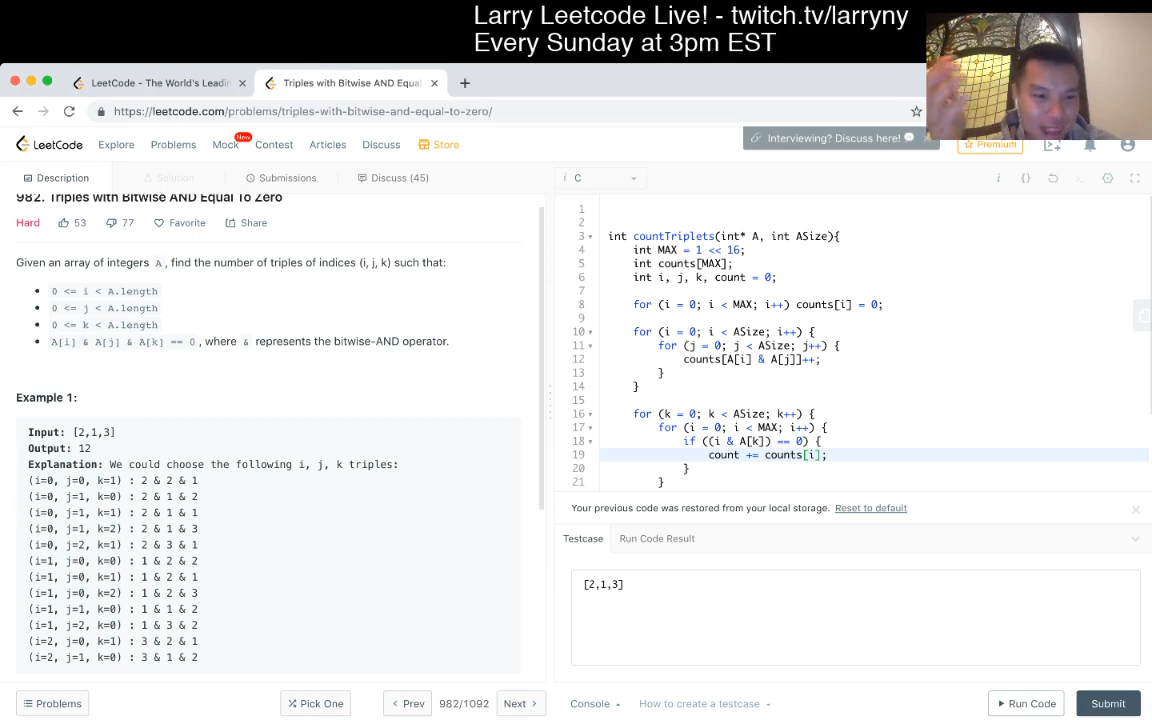 Larry Leetcode Live! - twitch.tv/larryny
Every Sunday at 3pm EST
LeetCode - The World's Leadin
Triples with Bitwise AND Equal
https://leetcode.com/problems/triples-with-bitwise-and-equal-to-zero/
LeetCode
Explore
Problems
Mock
New
Contest
Articles
Discuss
Store
Interviewing? Discuss here!
Premium
Description
Solution
Submissions
Discuss (45)
982. Triples with Bitwise AND Equal To Zero
Hard
53
77
Favorite
Share
Given an array of integers A, find the number of triples of indices (i, j, k) such that:
0 <= i < A.length
0 <= j < A.length
0 <= k < A.length
A[i] & A[j] & A[k] == 0, where & represents the bitwise-AND operator.
Example 1:
Input: [2,1,3]
Output: 12
Explanation: We could choose the following i, j, k triples:
(i=0, j=0, k=1) : 2 & 2 & 1
(i=0, j=1, k=0) : 2 & 1 & 2
(i=0, j=1, k=1) : 2 & 1 & 1
(i=0, j=1, k=2) : 2 & 1 & 3
(i=0, j=2, k=1) : 2 & 3 & 1
(i=1, j=0, k=0) : 1 & 2 & 2
(i=1, j=0, k=1) : 1 & 2 & 1
(i=1, j=0, k=2) : 1 & 2 & 3
(i=1, j=1, k=0) : 1 & 1 & 2
(i=1, j=2, k=0) : 1 & 3 & 2
(i=2, j=0, k=1) : 3 & 2 & 1
(i=2, j=1, k=0) : 3 & 1 & 2
Problems
Pick One
Prev
982/1092
Next
i C
1
2
3 int countTriplets(int* A, int ASize){
4 int MAX = 1 << 16;
5 int counts[MAX];
6 int i, j, k, count = 0;
7
8 for (i = 0; i < MAX; i++) counts[i] = 0;
9
10 for (i = 0; i < ASize; i++) {
11 for (j = 0; j < ASize; j++) {
12 counts[A[i] & A[j]]++;
13 }
14 }
15
16 for (k = 0; k < ASize; k++) {
17 for (i = 0; i < MAX; i++) {
18 if ((i & A[k]) == 0) {
19 count += counts[i];
20 }
21 }
Your previous code was restored from your local storage. Reset to default
Testcase
Run Code Result
[2,1,3]
Console
How to create a testcase
Run Code
Submit